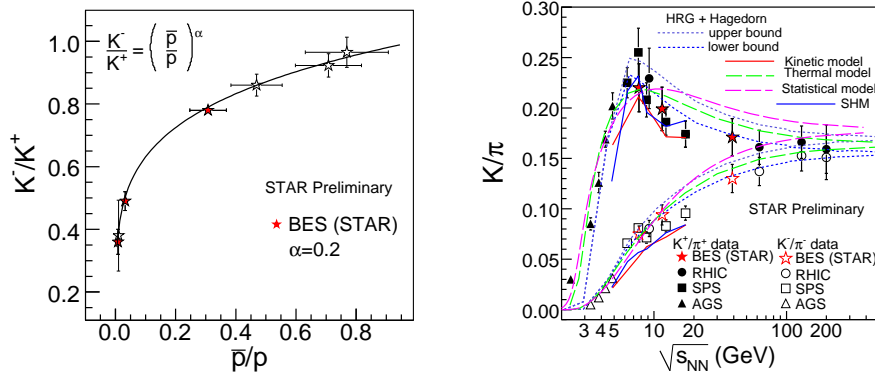 K⁻/K⁺ = ( p̄/p )^α
1.0
0.8
0.6
0.4
0.2
K⁻/K⁺
STAR Preliminary
★ BES (STAR)
α=0.2
0.0 0.2 0.4 0.6 0.8
p̄/p
HRG + Hagedorn
upper bound
lower bound
Kinetic model
Thermal model
Statistical model
SHM
0.30
0.25
0.20
0.15
0.10
0.05
0.00
K/π
STAR Preliminary
K⁺/π⁺ data K⁻/π⁻ data
★ BES (STAR) ☆ BES (STAR)
● RHIC ○ RHIC
■ SPS □ SPS
▲ AGS △ AGS
3 4 5 10 20 100 200
√sNN (GeV)